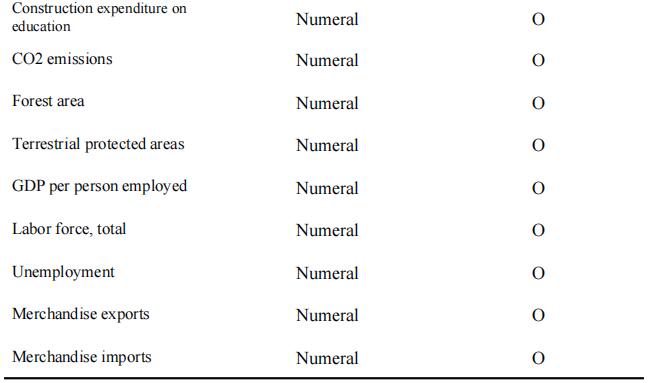 Construction expenditure on
education Numeral O
CO2 emissions Numeral O
Forest area Numeral O
Terrestrial protected areas Numeral O
GDP per person employed Numeral O
Labor force, total Numeral O
Unemployment Numeral O
Merchandise exports Numeral O
Merchandise imports Numeral O